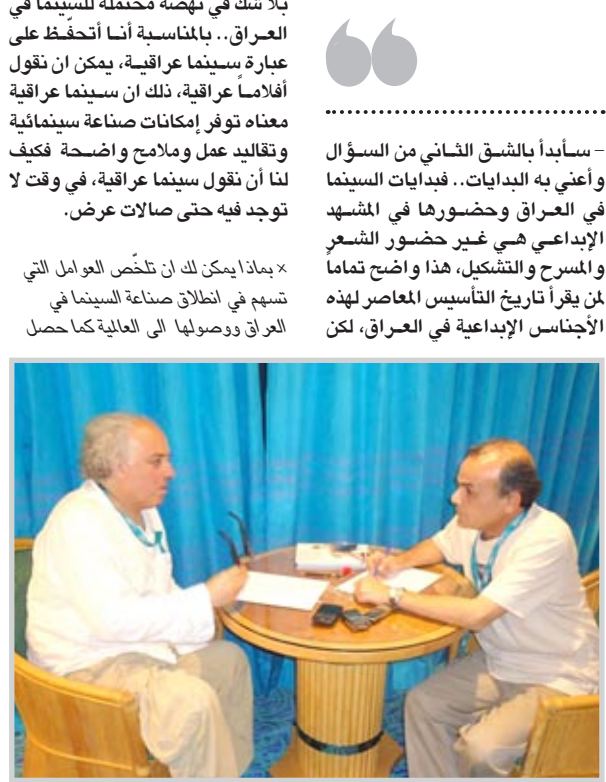 – سأبدأ بالشق الثاني من السؤال
وأعني به البدايات.. فبدايات السينما
في العراق وحضورها في المشهد
الإبداعي هي غير حضور الشعر
والمسرح والتشكيل، هذا واضح تماماً
لمن يقرأ تاريخ التأسيس المعاصر لهذه
الأجناس الإبداعية في العراق، لكن
بلا شك في نهضة محتملة للسينما في
العراق.. بالمناسبة أنا أتحفّظ على
عبارة سينما عراقية، يمكن ان نقول
أفلاماً عراقية، ذلك ان سينما عراقية
معناه توفر إمكانات صناعة سينمائية
وتقاليد عمل وملامح واضحة فكيف
لنا أن نقول سينما عراقية، في وقت لا
توجد فيه حتى صالات عرض.
× بماذا يمكن لك ان تلخّص العوامل التي
تسهم في انطلاق صناعة السينما في
العراق ووصولها الى العالية كما حصل